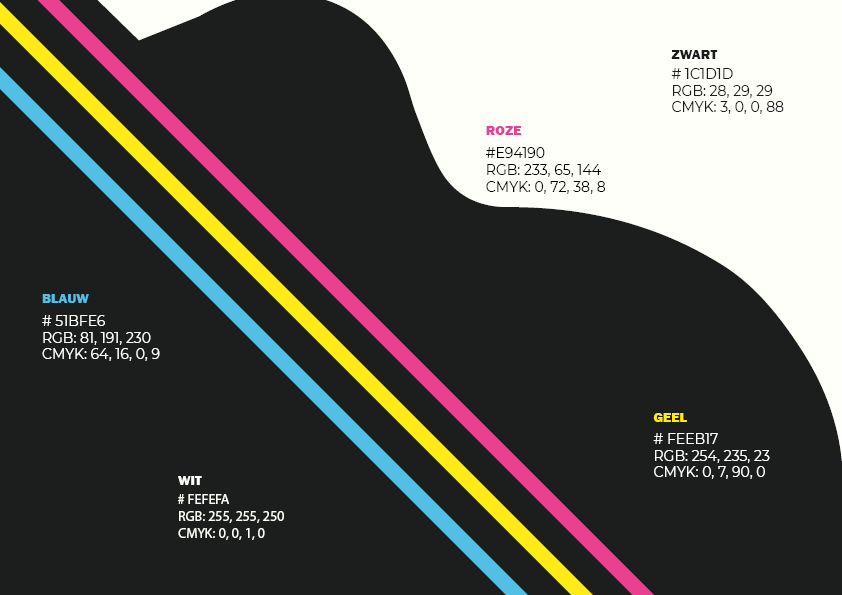 ZWART
# 1C1D1D
RGB: 28, 29, 29
CMYK: 3, 0, 0, 88
ROZE
#E94190
RGB: 233, 65, 144
CMYK: 0, 72, 38, 8
BLAUW
# 51BFE6
RGB: 81, 191, 230
CMYK: 64, 16, 0, 9
GEEL
# FEEB17
RGB: 254, 235, 23
CMYK: 0, 7, 90, 0
WIT
# FEFEFA
RGB: 255, 255, 250
CMYK: 0, 0, 1, 0